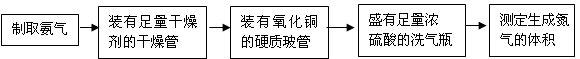 制取氨气
装有足量干燥
剂的干燥管
装有氧化铜
的硬质玻管
盛有足量浓
硫酸的洗气瓶
测定生成氮
气的体积